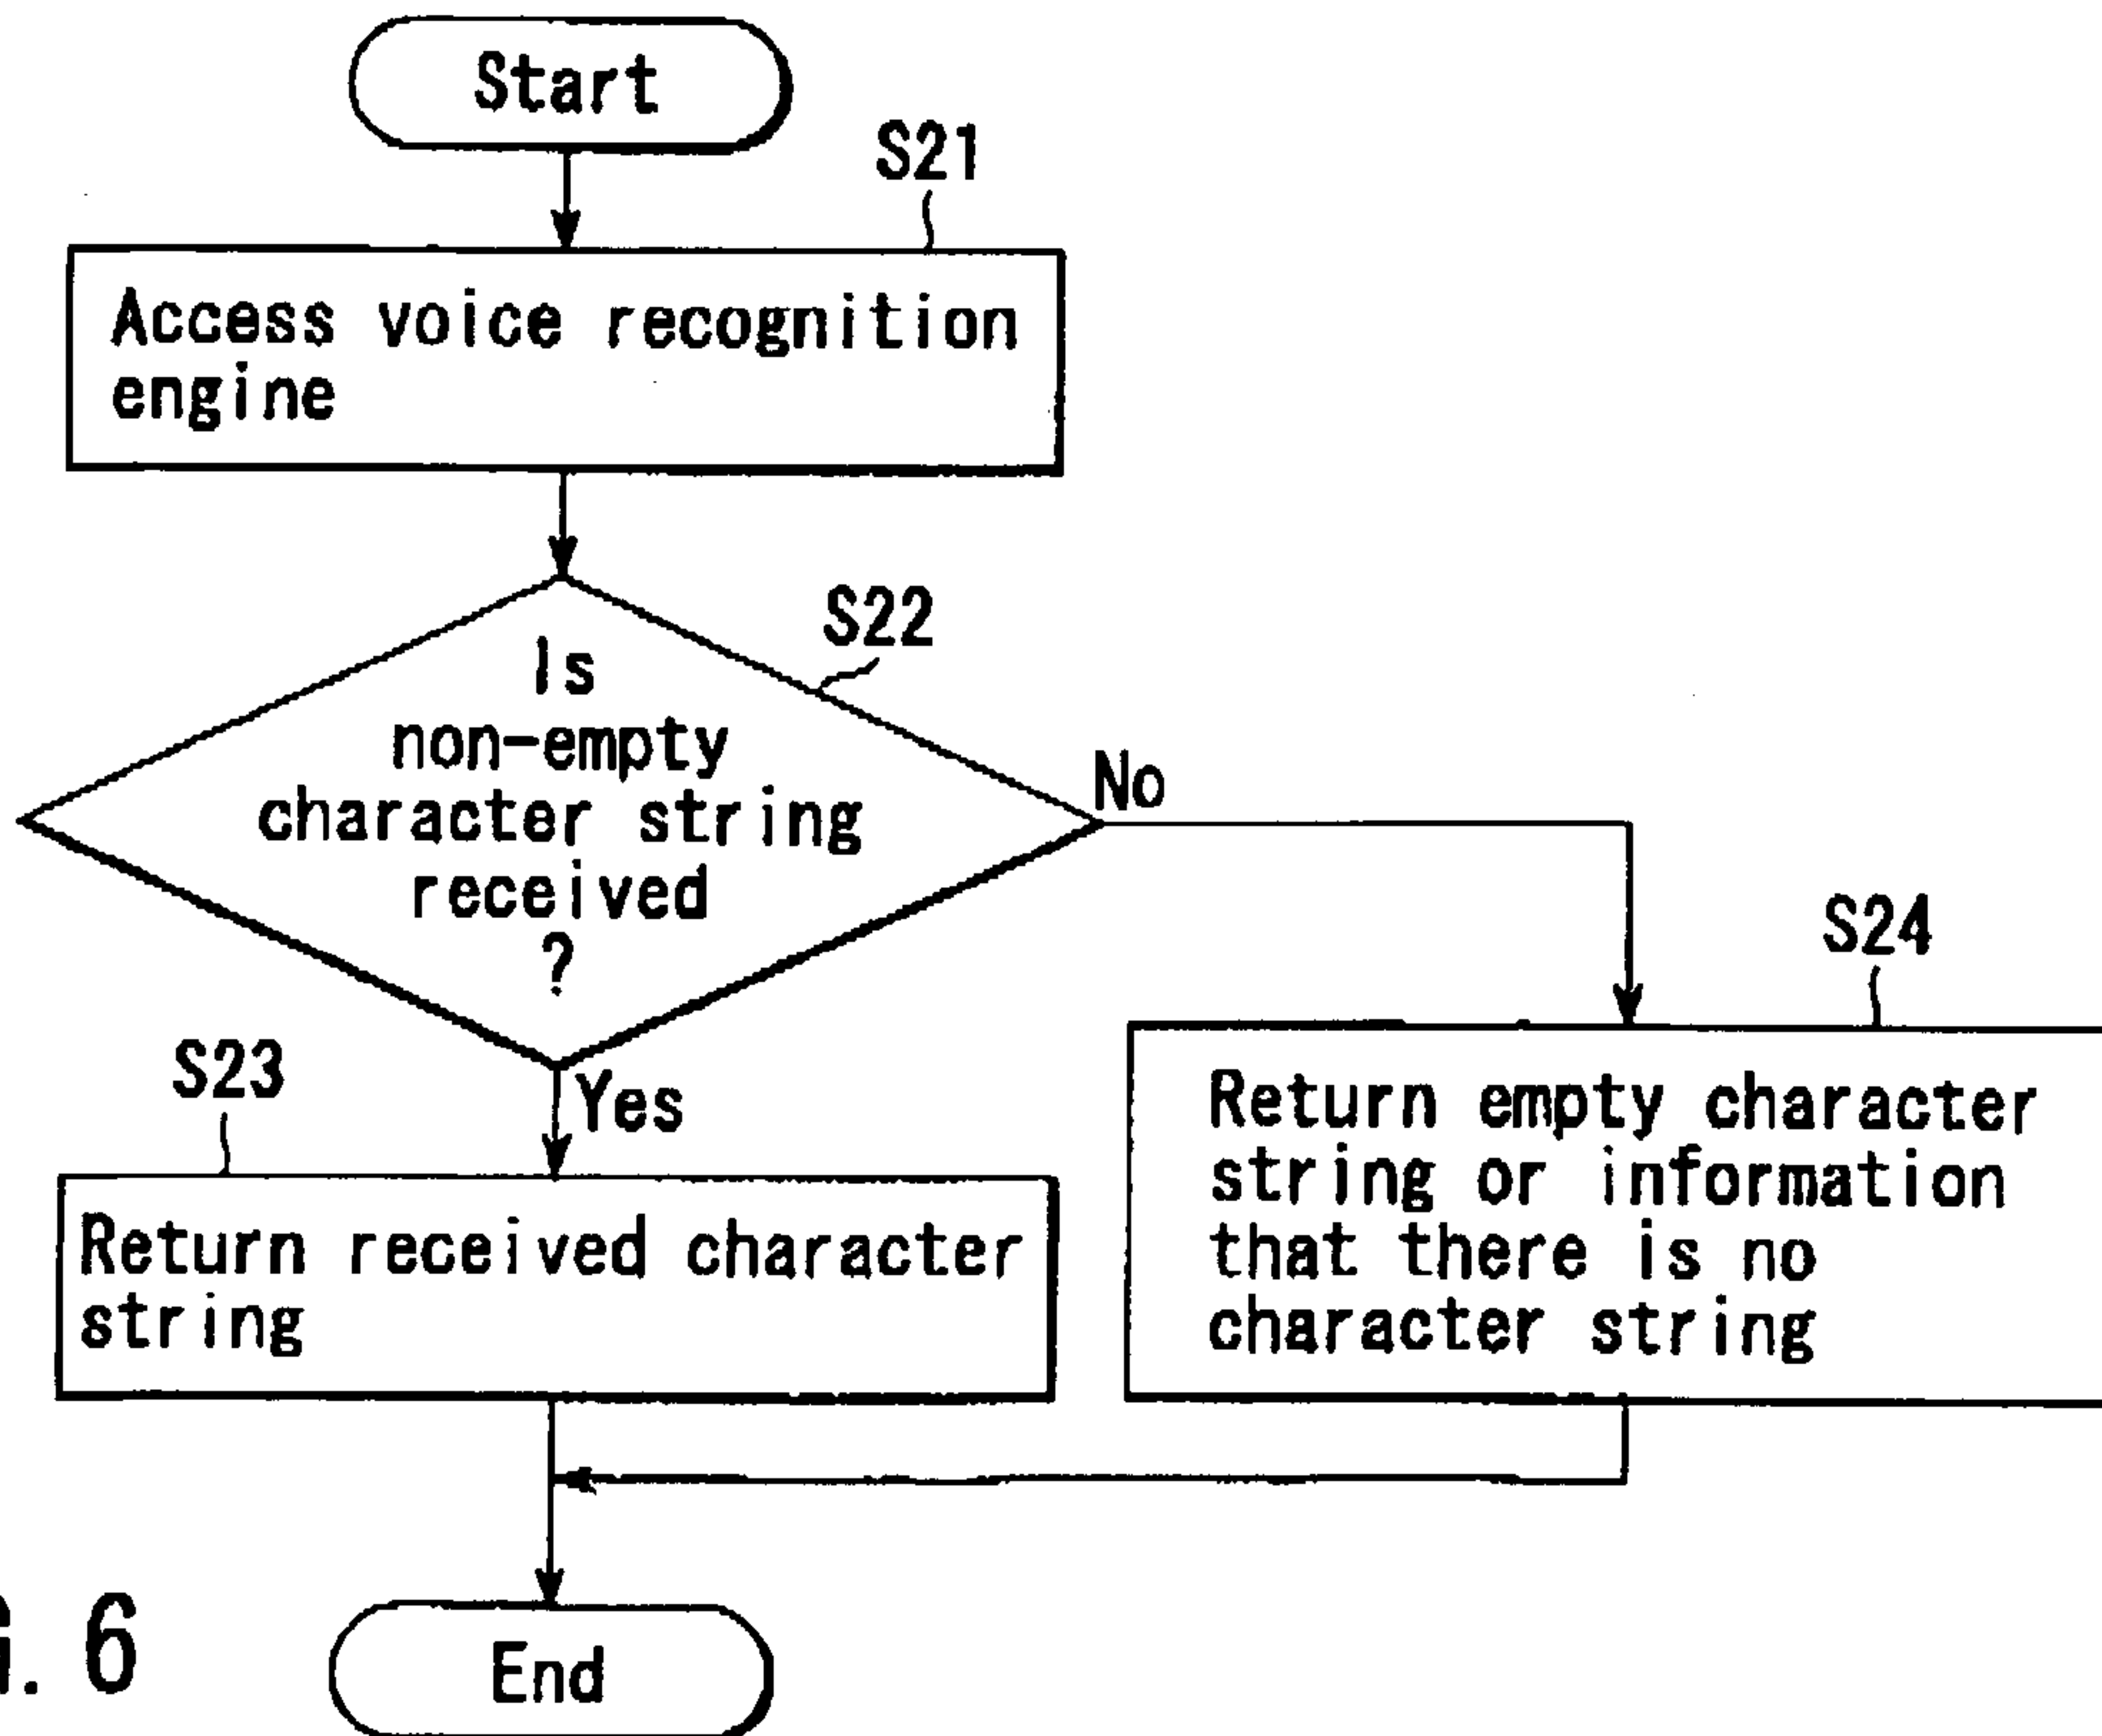 Start
S21
Access voice recognition
engine
S22
Is
non-empty
character string
received
?
No
Yes
S23
Return received character
string
S24
Return empty character
string or information
that there is no
character string
End
6